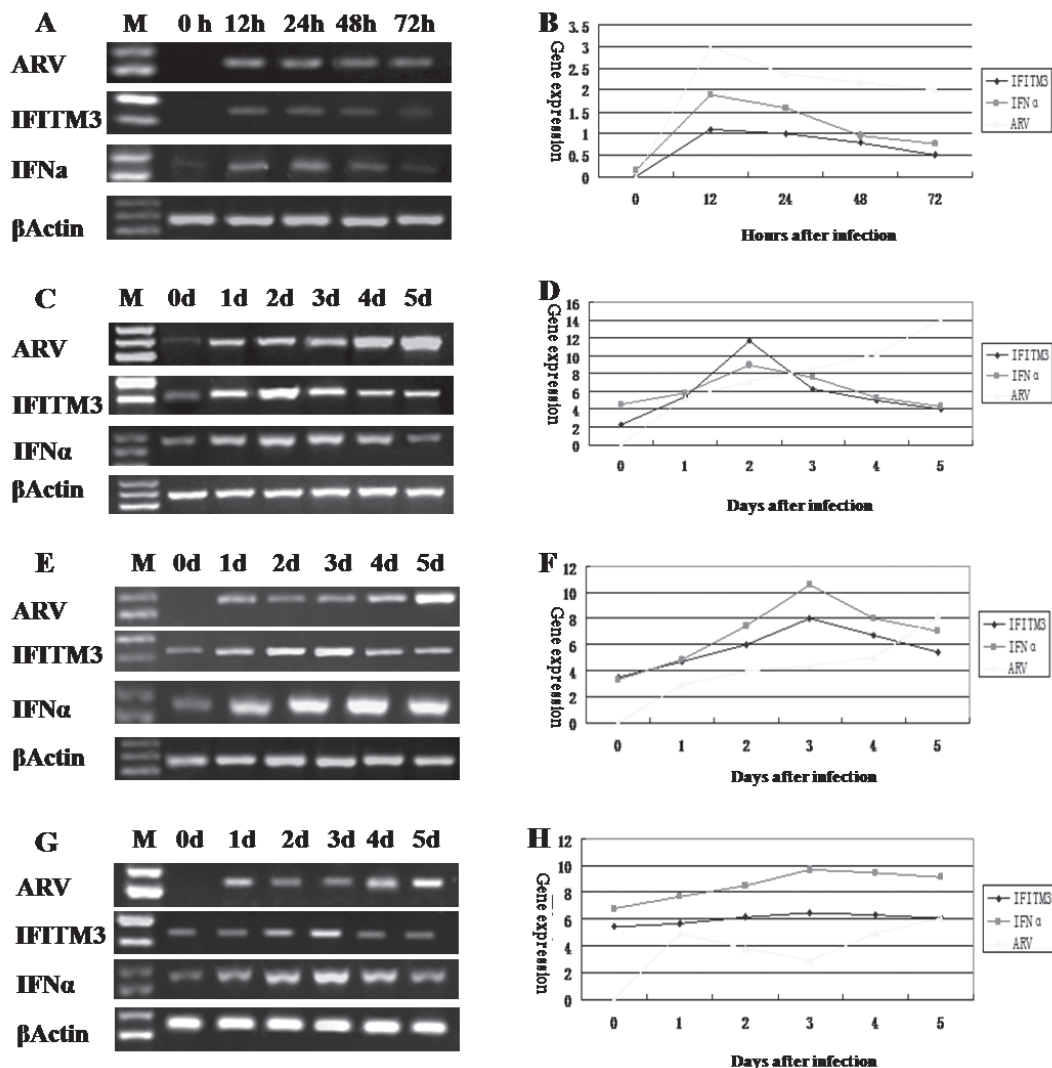 A M 0 h 12h 24h 48h 72h
ARV
IFITM3
IFNa
βActin
B
Gene expression
3.5
3
2.5
2
1.5
1
0.5
0
0 12 24 48 72
Hours after infection
IFITM3
IFN α
ARV
C M 0d 1d 2d 3d 4d 5d
ARV
IFITM3
IFNα
βActin
D
Gene expression
16
14
12
10
8
6
4
2
0
0 1 2 3 4 5
Days after infection
IFITM3
IFN α
ARV
E M 0d 1d 2d 3d 4d 5d
ARV
IFITM3
IFNα
βActin
F
Gene expression
12
10
8
6
4
2
0
0 1 2 3 4 5
Days after infection
IFITM3
IFN α
ARV
G M 0d 1d 2d 3d 4d 5d
ARV
IFITM3
IFNα
βActin
H
Gene expression
12
10
8
6
4
2
0
0 1 2 3 4 5
Days after infection
IFITM3
IFN α
ARV